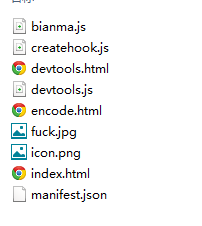 bianma.js
createhook.js
devtools.html
devtools.js
encode.html
fuck.jpg
icon.png
index.html
manifest.json